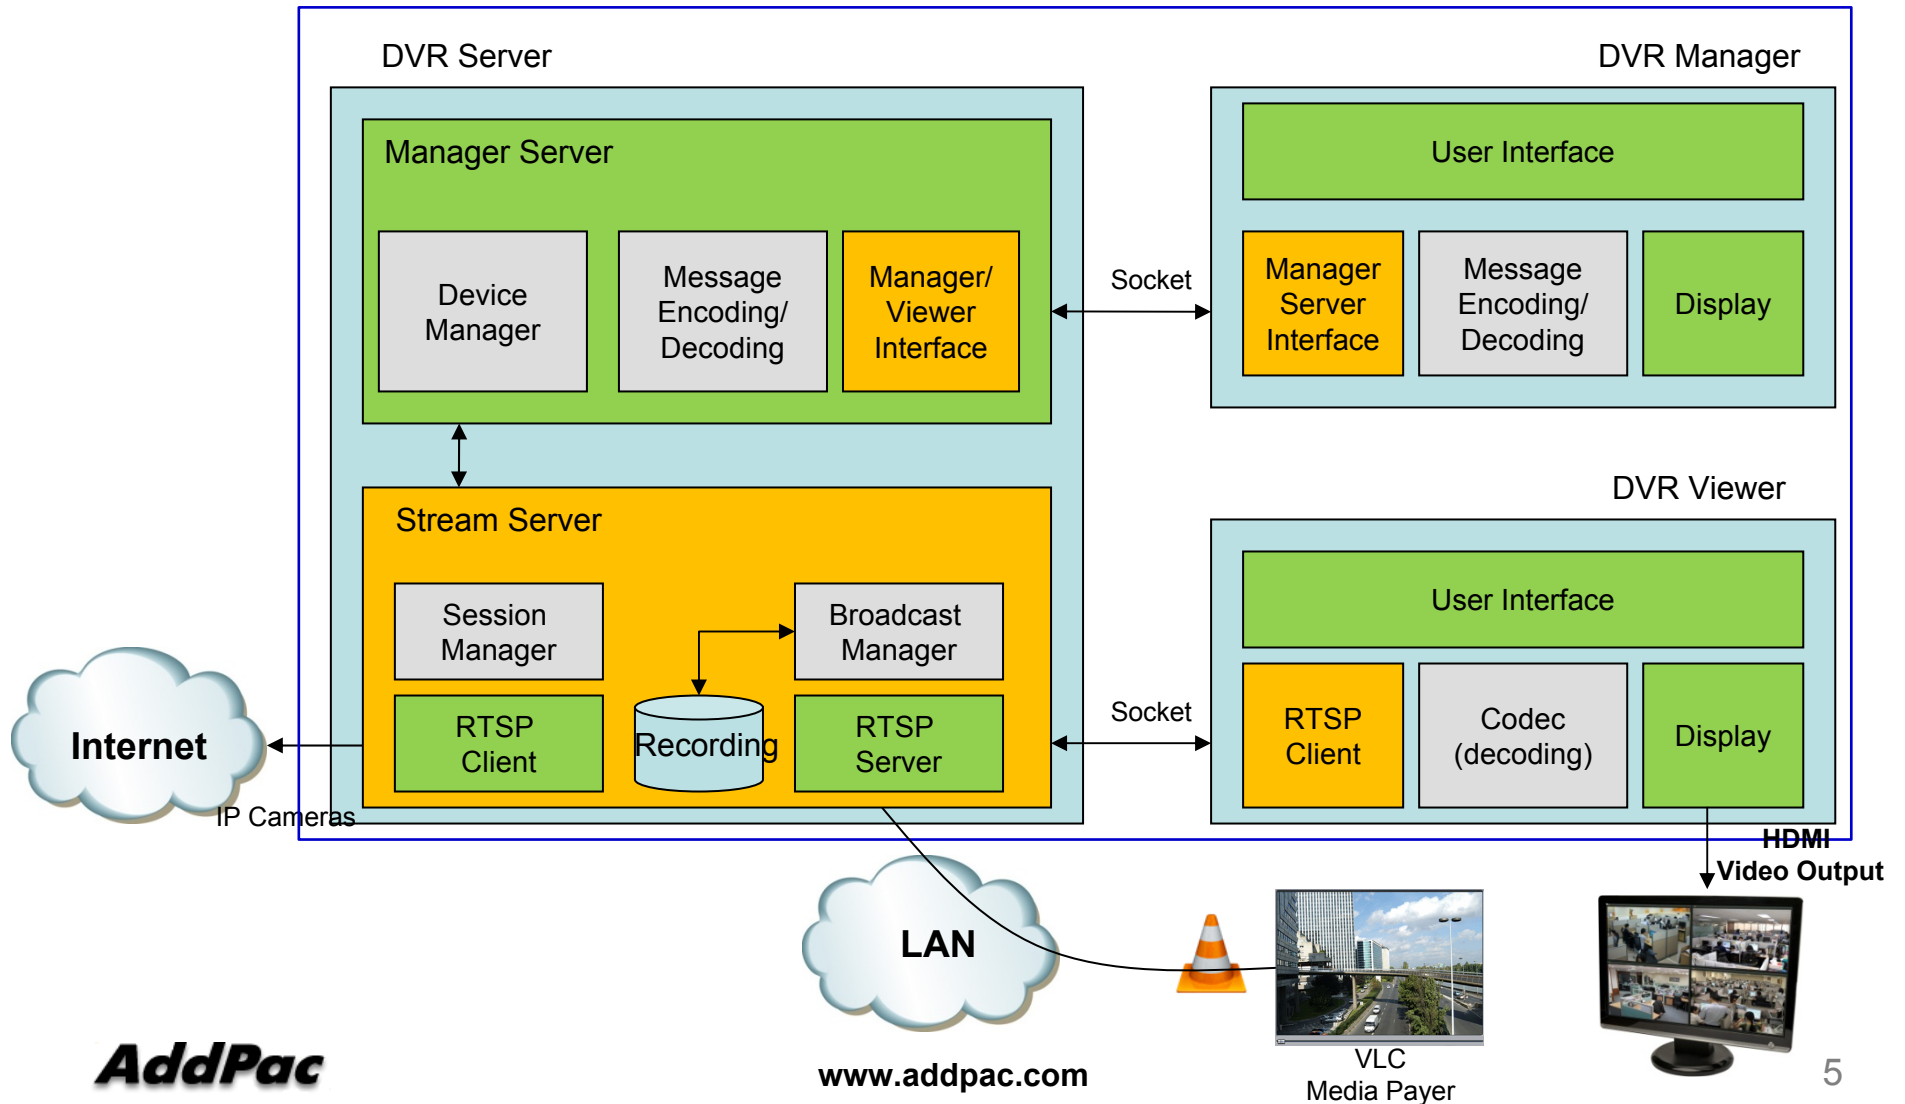 DVR Server
DVR Manager
Manager Server
Device
Manager
Message
Encoding/
Decoding
Manager/
Viewer
Interface
Socket
User Interface
Manager
Server
Interface
Message
Encoding/
Decoding
Display
DVR Viewer
Stream Server
Session
Manager
Broadcast
Manager
RTSP
Client
Recording
RTSP
Server
Socket
User Interface
RTSP
Client
Codec
(decoding)
Display
Internet
IP Cameras
HDMI
Video Output
LAN
VLC
Media Payer
AddPac
www.addpac.com
5